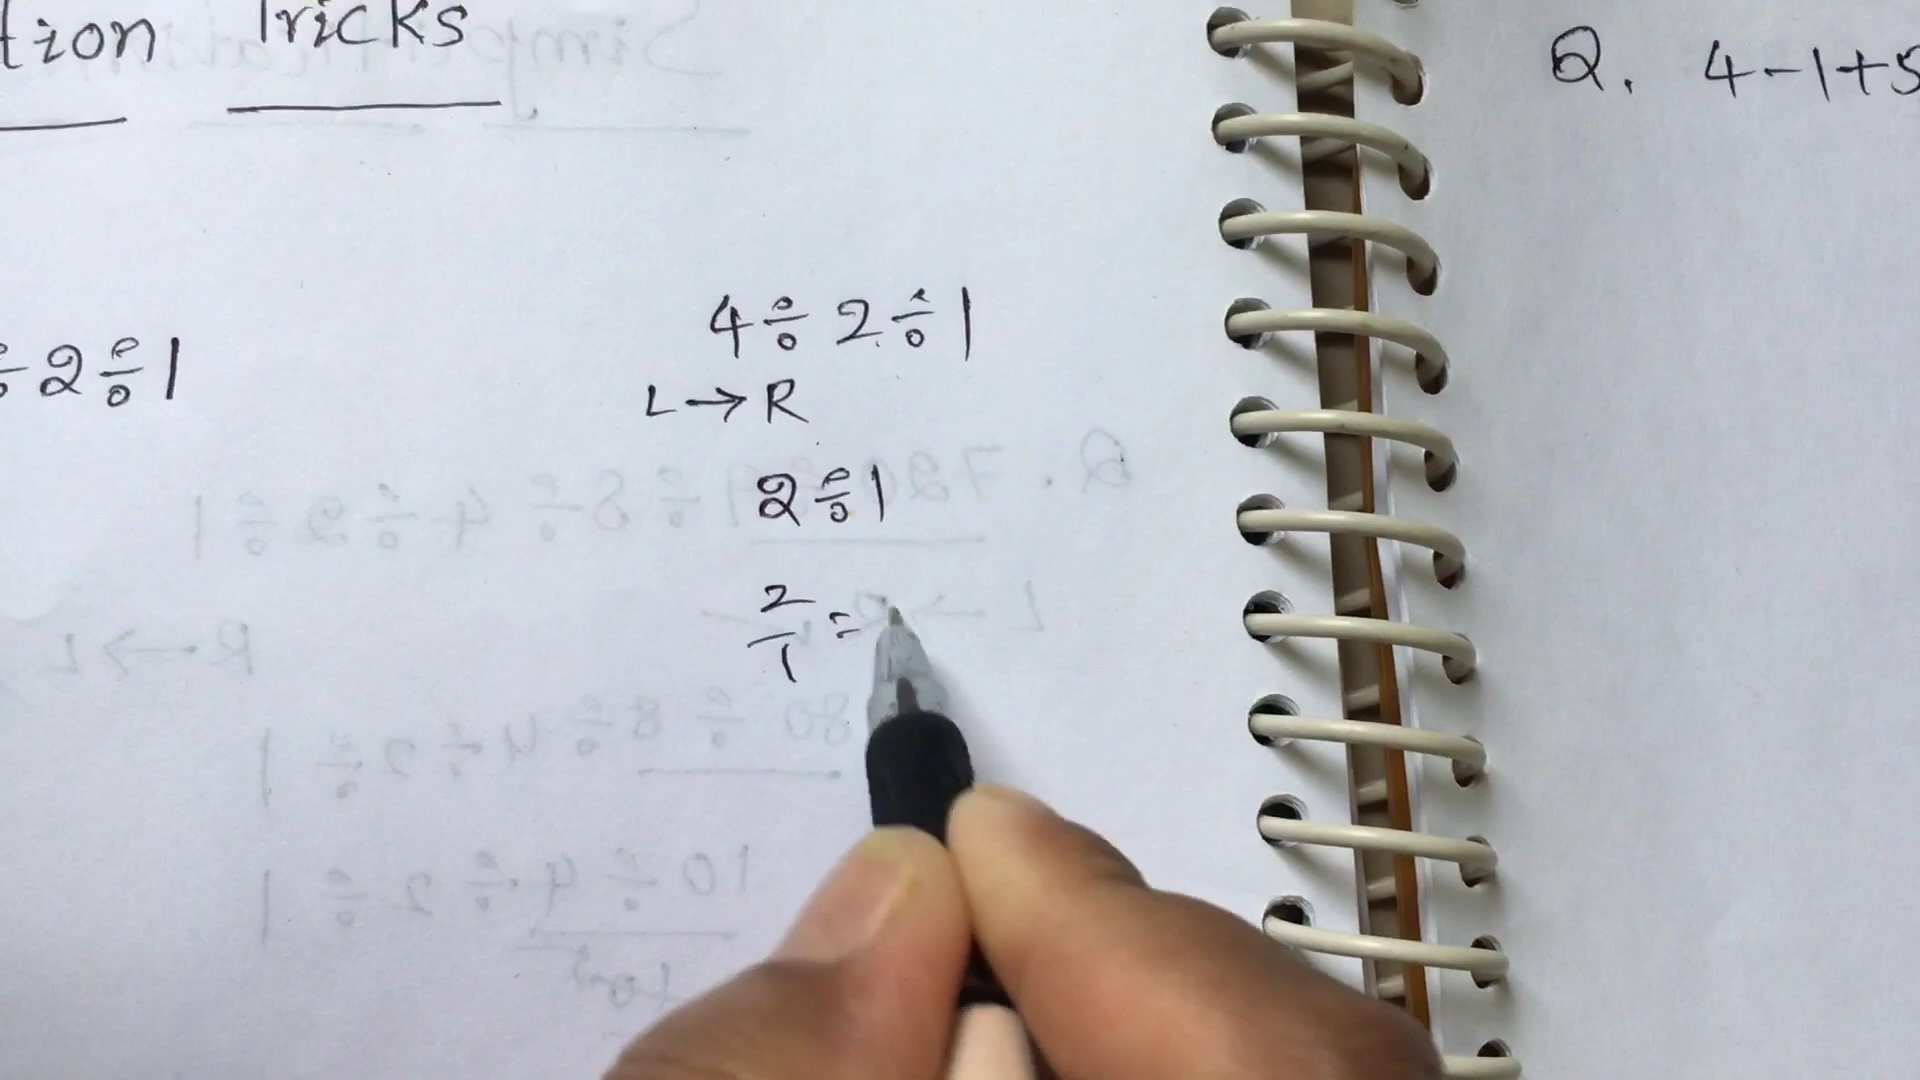 tion Tricks
÷ 2 ÷ 1
4 ÷ 2 ÷ 1
L → R
2 ÷ 1
2/1 =
Q. 4-1+5